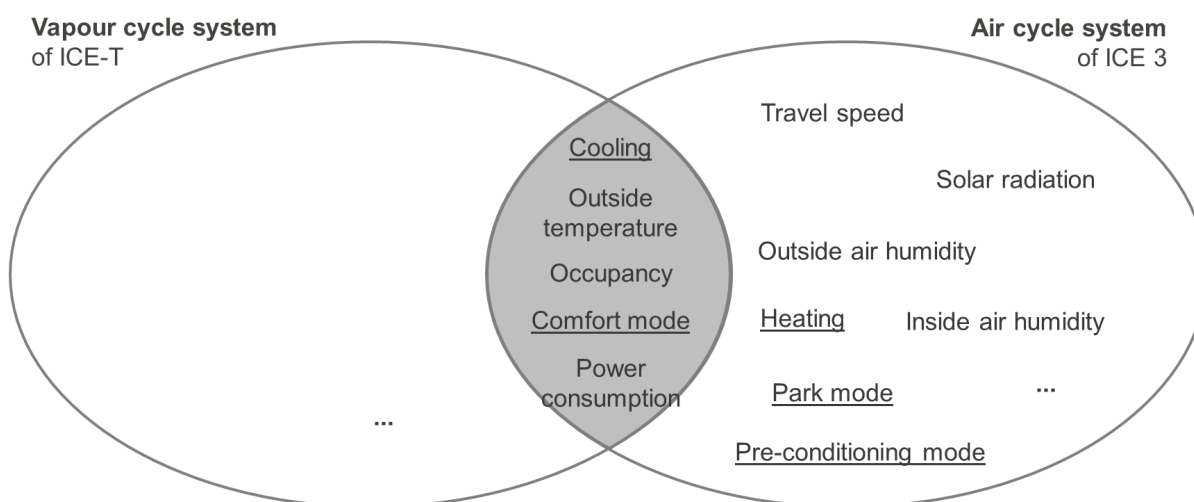 Vapour cycle system
of ICE-T
Air cycle system
of ICE 3
Cooling
Outside
temperature
Occupancy
Comfort mode
Power
consumption
...
Travel speed
Solar radiation
Outside air humidity
Heating
Inside air humidity
Park mode
...
Pre-conditioning mode